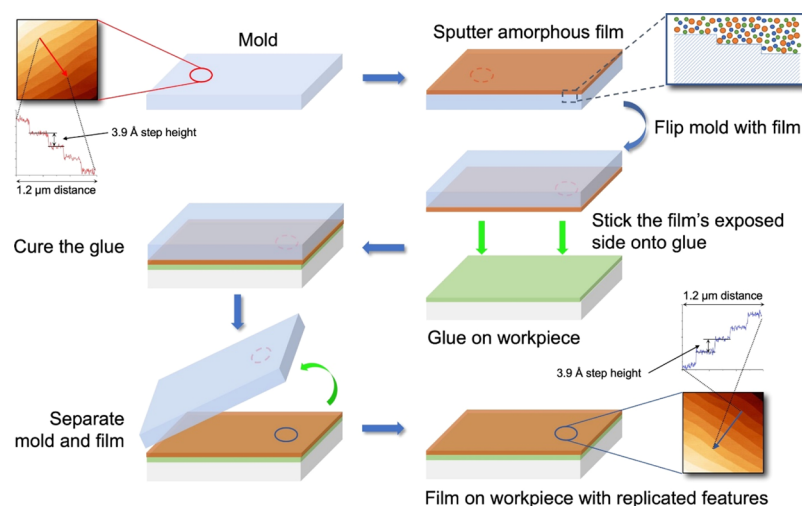 Mold
3.9 Å step height
1.2 µm distance
Sputter amorphous film
Flip mold with film
Stick the film's exposed
side onto glue
Glue on workpiece
Cure the glue
Separate
mold and film
1.2 µm distance
3.9 Å step height
Film on workpiece with replicated features